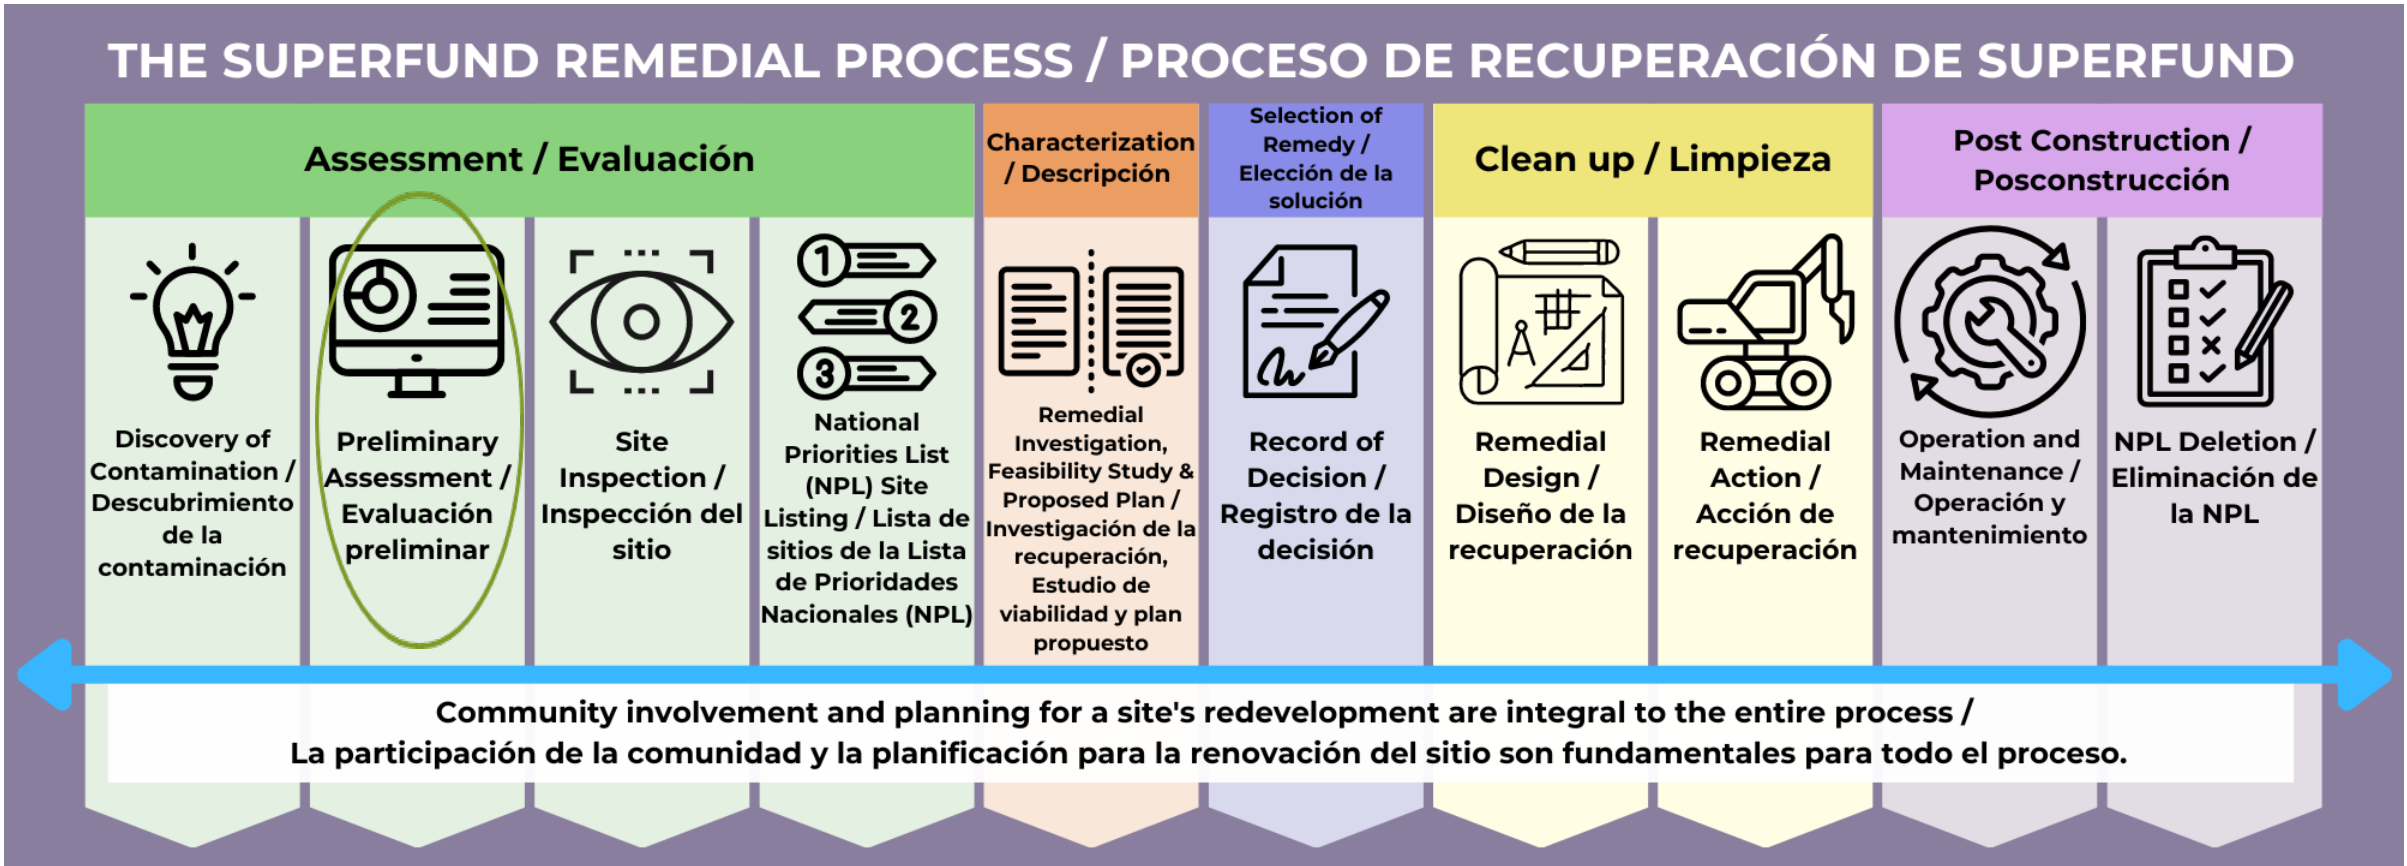 THE SUPERFUND REMEDIAL PROCESS / PROCESO DE RECUPERACIÓN DE SUPERFUND
Assessment / Evaluación
Characterization
/ Descripción
Selection of
Remedy /
Elección de la
solución
Clean up / Limpieza
Post Construction /
Posconstrucción
Discovery of
Contamination /
Descubrimiento
de la
contaminación
Preliminary
Assessment /
Evaluación
preliminar
Site
Inspection /
Inspección del
sitio
1
2
3
National
Priorities List
(NPL) Site
Listing / Lista de
sitios de la Lista
de Prioridades
Nacionales (NPL)
Remedial
Investigation,
Feasibility Study &
Proposed Plan /
Investigación de la
recuperación,
Estudio de
viabilidad y plan
propuesto
Record of
Decision /
Registro de la
decisión
Remedial
Design /
Diseño de la
recuperación
Remedial
Action /
Acción de
recuperación
Operation and
Maintenance /
Operación y
mantenimiento
NPL Deletion /
Eliminación de
la NPL
Community involvement and planning for a site's redevelopment are integral to the entire process /
La participación de la comunidad y la planificación para la renovación del sitio son fundamentales para todo el proceso.